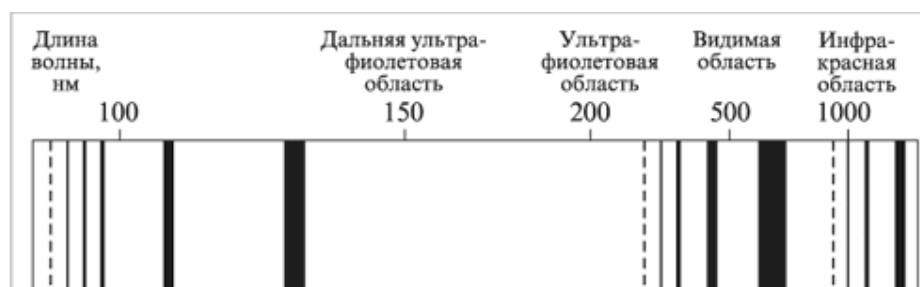 Длина
волны,
нм
Дальняя ультра-
фиолетовая
область
Ультра-
фиолетовая
область
Видимая
область
Инфра-
красная
область
100
150
200
500
1000